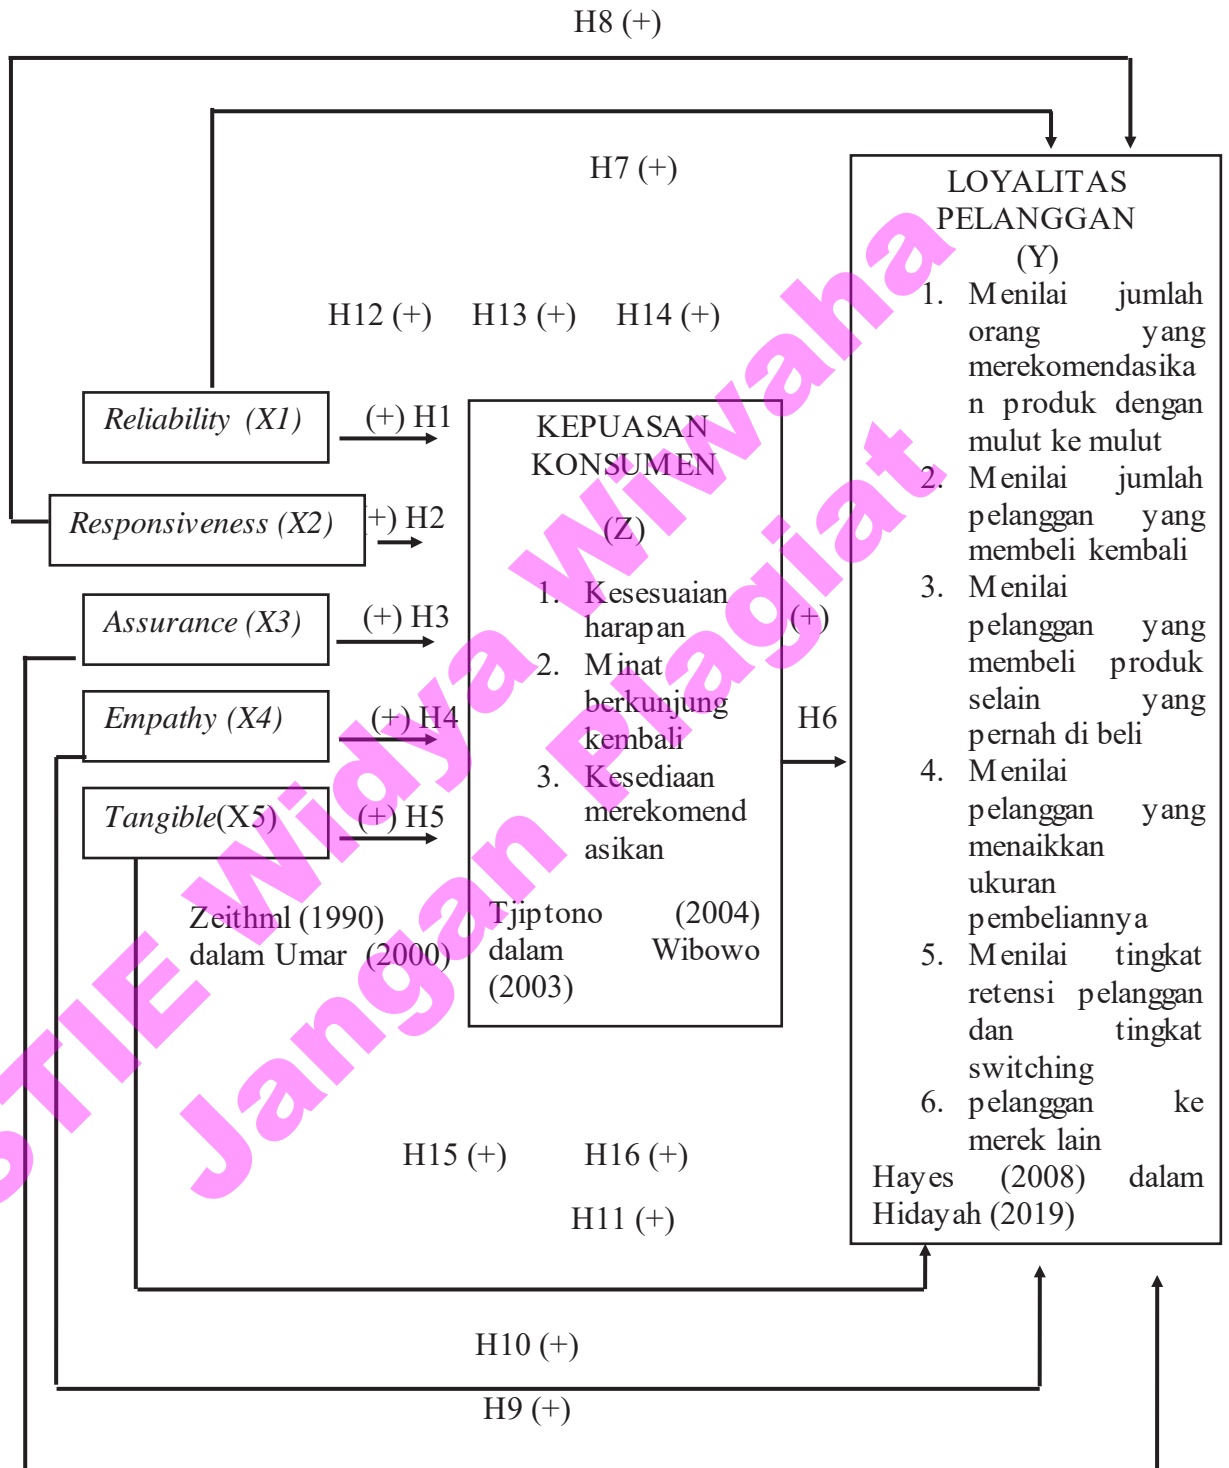 H8 (+)
H7 (+)
LOYALITAS
PELANGGAN
(Y)
1. Menilai jumlah
orang yang
merekomendasika
n produk dengan
mulut ke mulut
2. Menilai jumlah
pelanggan yang
membeli kembali
3. Menilai
pelanggan yang
membeli produk
selain yang
pernah di beli
4. Menilai
pelanggan yang
menaikkan
ukuran
pembeliannya
5. Menilai tingkat
retensi pelanggan
dan tingkat
switching
6. pelanggan ke
merek lain
Hayes (2008) dalam
Hidayah (2019)
H12 (+) H13 (+) H14 (+)
Reliability (X1)
(+) H1
Responsiveness (X2)
(+) H2
Assurance (X3)
(+) H3
Empathy (X4)
(+) H4
Tangible(X5)
(+) H5
Zeithml (1990)
dalam Umar (2000)
KEPUASAN
KONSUMEN
(Z)
1. Kesesuaian
harapan
2. Minat
berkunjung
kembali
3. Kesediaan
merekomend
asikan
Tjiptono (2004)
dalam Wibowo
(2003)
(+)
H6
H15 (+) H16 (+)
H11 (+)
H10 (+)
H9 (+)
STIE Widya Wiwaha
Jangan Plagiat